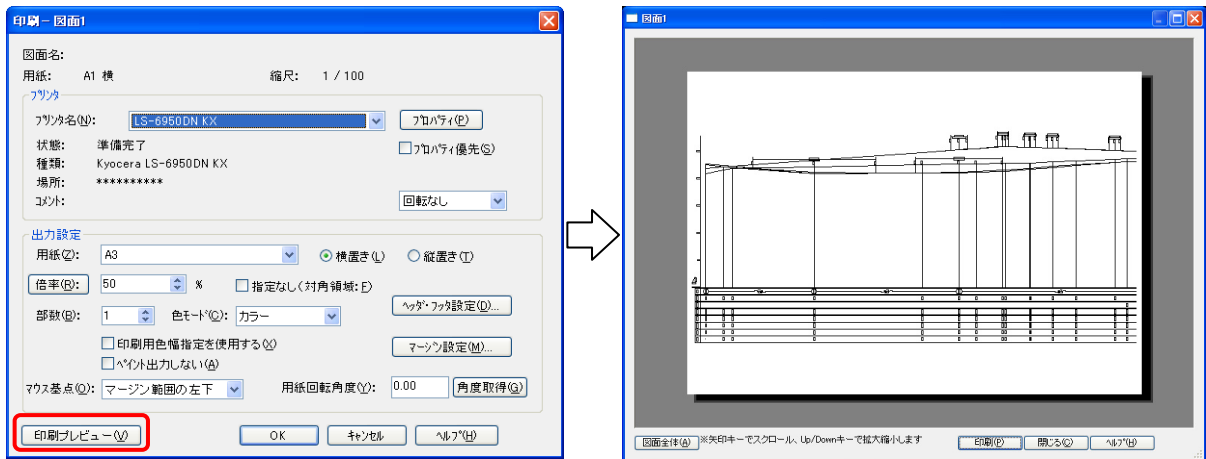 印刷 - 図面1
図面名:
用紙: A1 横 縮尺: 1 / 100
プリンタ
プリンタ名(N): LS-6950DN KX プロパティ(P)
状態: 準備完了 プロパティ優先(S)
種類: Kyocera LS-6950DN KX
場所: **********
コメント: 回転なし
出力設定
用紙(Z): A3 横置き(L) 縦置き(T)
倍率(R): 50 % 指定なし(対角領域:F)
ヘッダ・フッタ設定(D)...
部数(B): 1 色モード(C): カラー
印刷用色幅指定を使用する(X) マージン設定(M)...
ペイント出力しない(A)
マウス基点(O): マージン範囲の左下 用紙回転角度(Y): 0.00 角度取得(G)
印刷プレビュー(V) OK キャンセル ヘルプ(H)
図面1
図面全体(A) ※矢印キーでスクロール、Up/Downキーで拡大縮小します 印刷(P) 閉じる(C) ヘルプ(H)